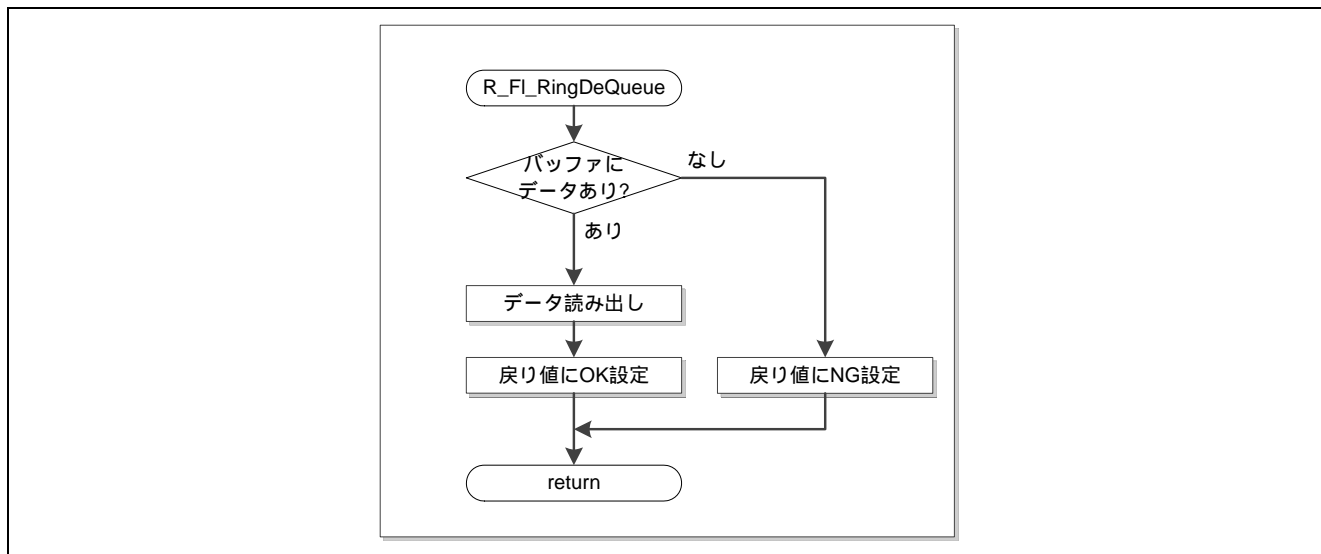 R_Fl_RingDeQueue
バッファに
データあり?
なし
あり
データ読み出し
戻り値にOK設定
戻り値にNG設定
return